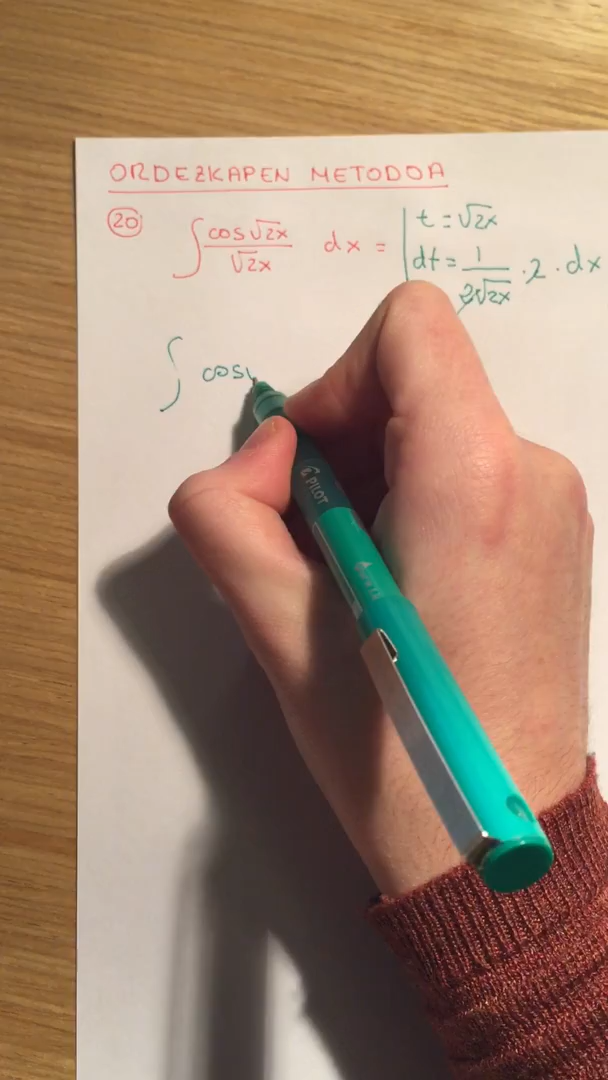 ORDEZKAPEN METODOA
20 ∫ cos√2x / √2x dx = | t = √2x
dt = 1 / 2√2x · 2 · dx
∫ cos√
PILOT